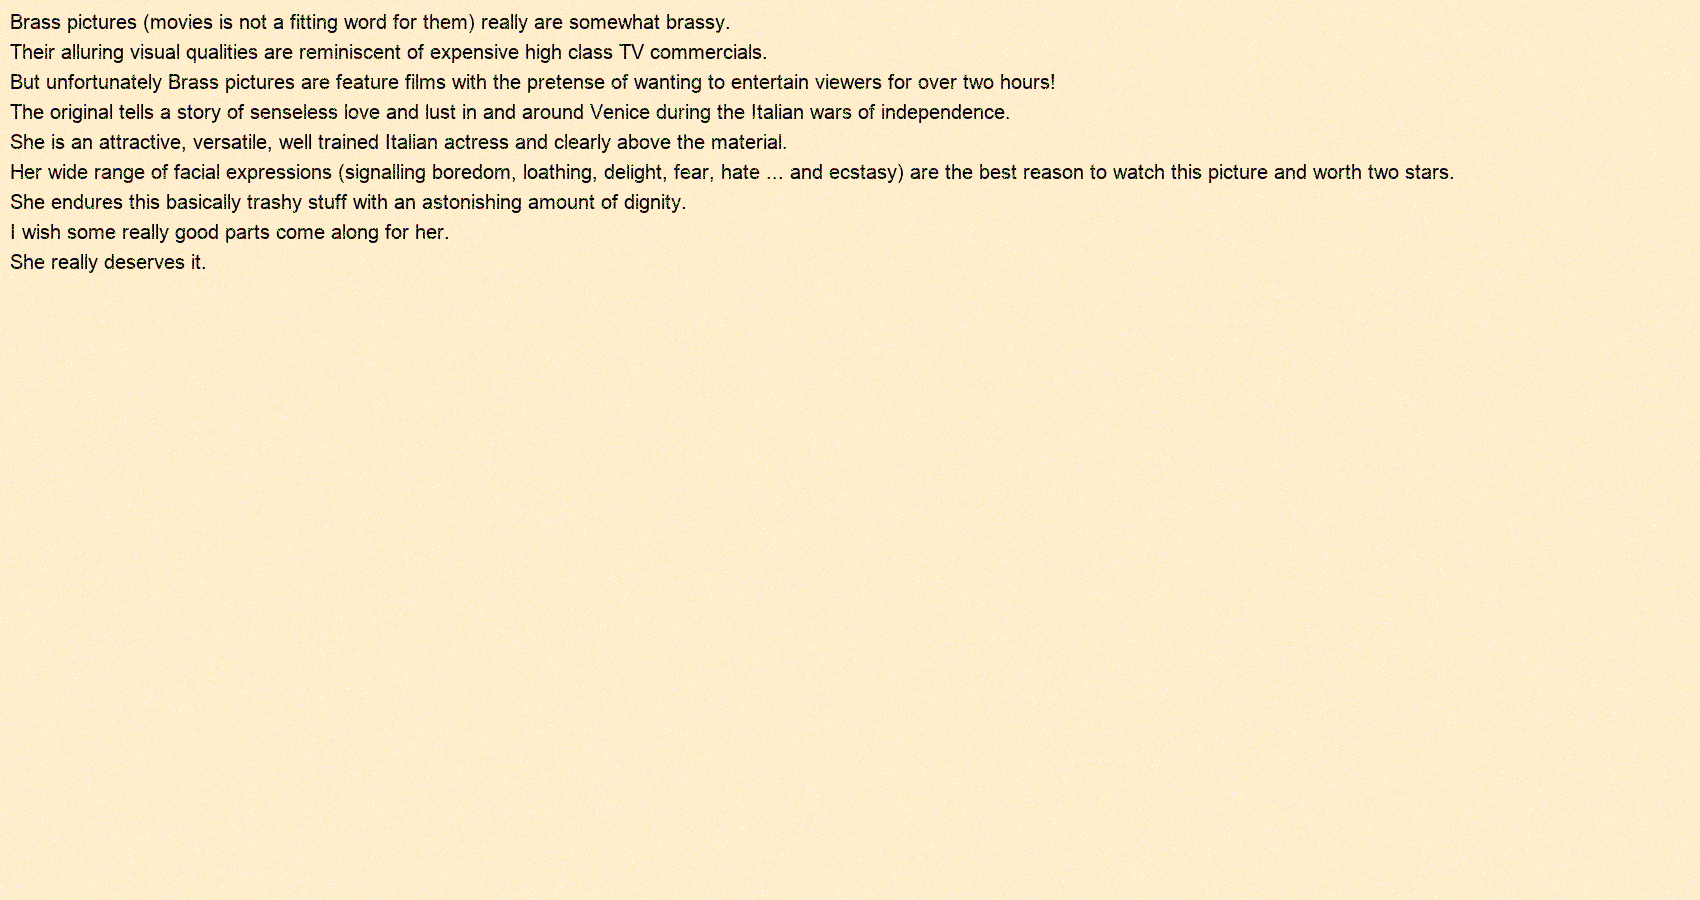 Brass pictures (movies is not a fitting word for them) really are somewhat brassy.
Their alluring visual qualities are reminiscent of expensive high class TV commercials.
But unfortunately Brass pictures are feature films with the pretense of wanting to entertain viewers for over two hours!
The original tells a story of senseless love and lust in and around Venice during the Italian wars of independence.
She is an attractive, versatile, well trained Italian actress and clearly above the material.
Her wide range of facial expressions (signalling boredom, loathing, delight, fear, hate ... and ecstasy) are the best reason to watch this picture and worth two stars.
She endures this basically trashy stuff with an astonishing amount of dignity.
I wish some really good parts come along for her.
She really deserves it.